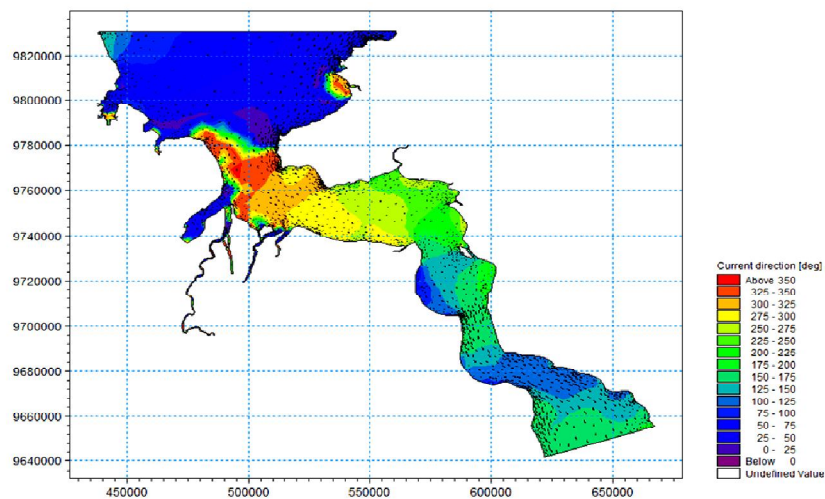 9820000
9800000
9780000
9760000
9740000
9720000
9700000
9680000
9660000
9640000
450000 500000 550000 600000 650000
Current direction [deg]
Above 350
325 - 350
300 - 325
275 - 300
250 - 275
225 - 250
200 - 225
175 - 200
150 - 175
125 - 150
100 - 125
75 - 100
50 - 75
25 - 50
0 - 25
Below 0
Undefined Value